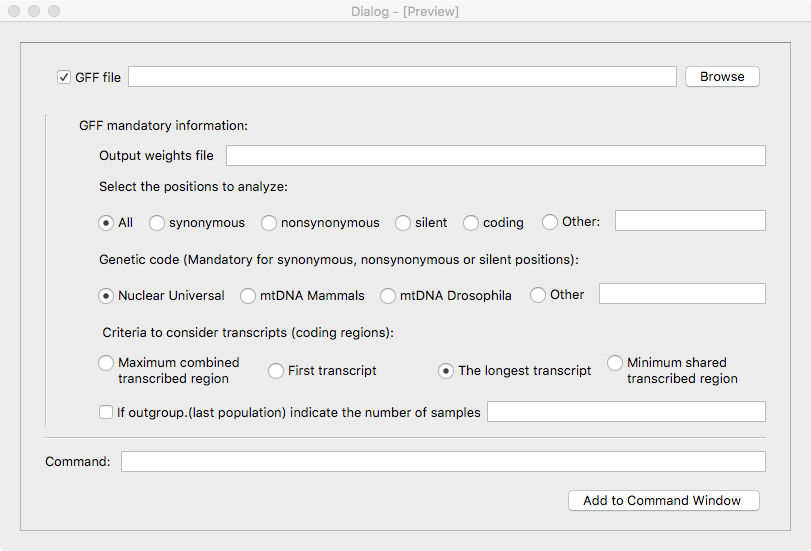 Dialog - [Preview]
GFF file Browse
GFF mandatory information:
Output weights file
Select the positions to analyze:
All synonymous nonsynonymous silent coding Other:
Genetic code (Mandatory for synonymous, nonsynonymous or silent positions):
Nuclear Universal mtDNA Mammals mtDNA Drosophila Other
Criteria to consider transcripts (coding regions):
Maximum combined
transcribed region
First transcript
The longest transcript
Minimum shared
transcribed region
If outgroup.(last population) indicate the number of samples
Command:
Add to Command Window